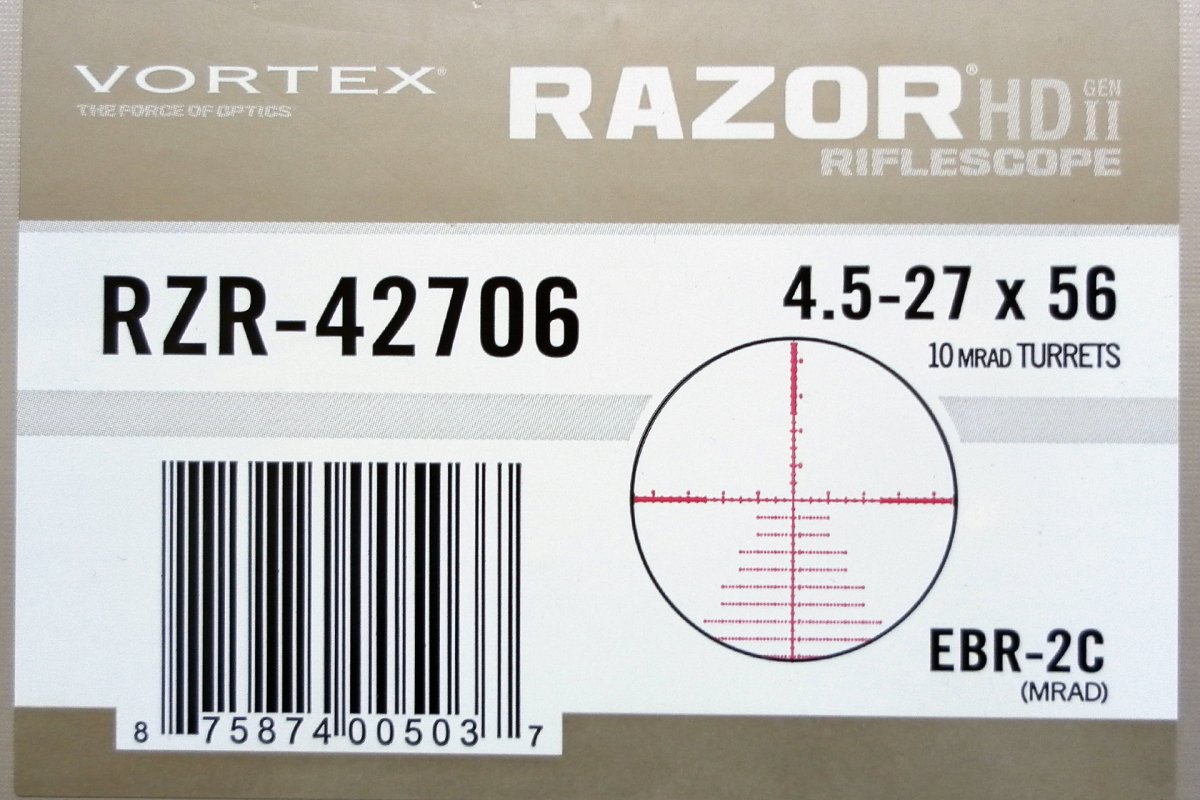 VORTEX®
THE FORCE OF OPTICS
RAZOR® HD GEN II
RIFLESCOPE
RZR-42706
4.5-27 x 56
10 MRAD TURRETS
EBR-2C
(MRAD)
8 75874 00503 7